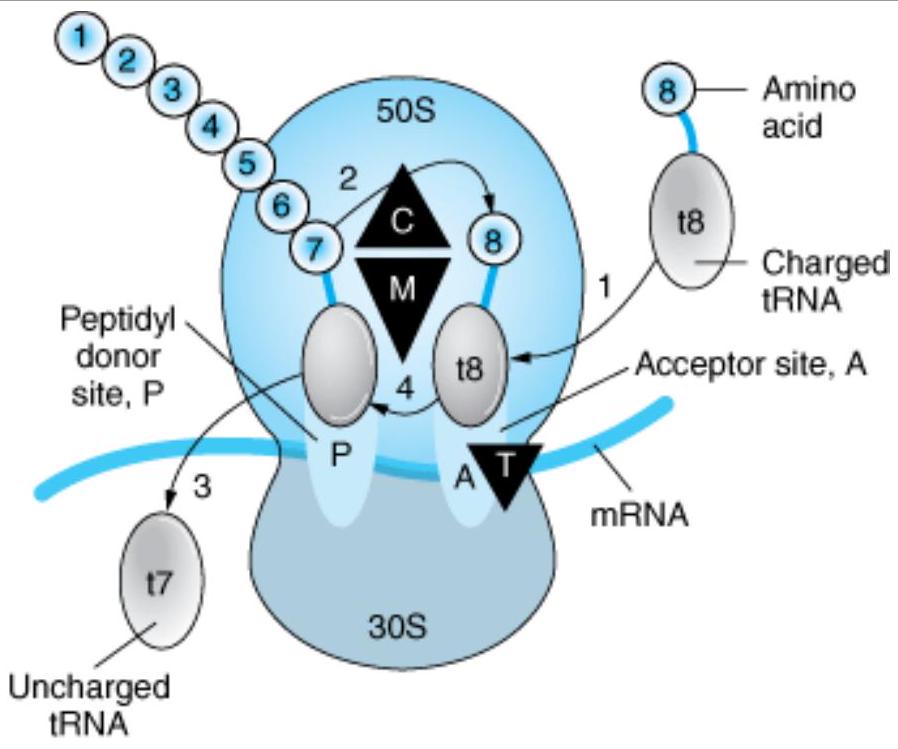 1
2
3
4
5
6
7
50S
2
C
M
8
8
Amino
acid
t8
Charged
tRNA
1
Peptidyl
donor
site, P
4
t8
Acceptor site, A
P
A
T
mRNA
3
t7
30S
Uncharged
tRNA